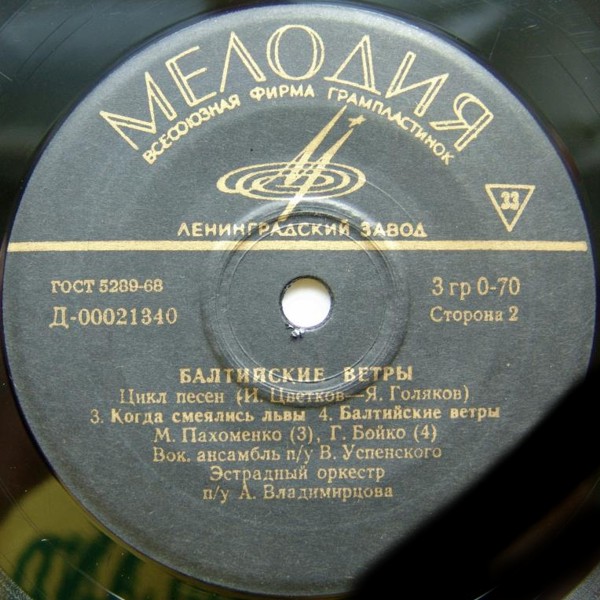 МЕЛОДИЯ
ВСЕСОЮЗНАЯ ФИРМА ГРАМПЛАСТИНОК
33
ЛЕНИНГРАДСКИЙ ЗАВОД
ГОСТ 5289-68
3 гр 0-70
Д-00021340
Сторона 2
БАЛТИЙСКИЕ ВЕТРЫ
Цикл песен (И. Цветков—Я. Голяков)
3. Когда смеялись львы 4. Балтийские ветры
М. Пахоменко (3), Г. Бойко (4)
Вок. ансамбль п/у В. Успенского
Эстрадный оркестр
п/у А. Владимирцова